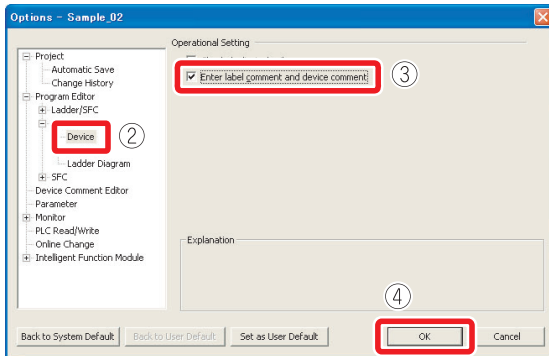 Options - Sample_02
Operational Setting
Enter label comment and device comment
③
Project
Automatic Save
Change History
Program Editor
Ladder/SFC
Device
②
Ladder Diagram
SFC
Device Comment Editor
Parameter
Monitor
PLC Read/Write
Online Change
Intelligent Function Module
Explanation
④
Back to System Default
Back to User Default
Set as User Default
OK
Cancel